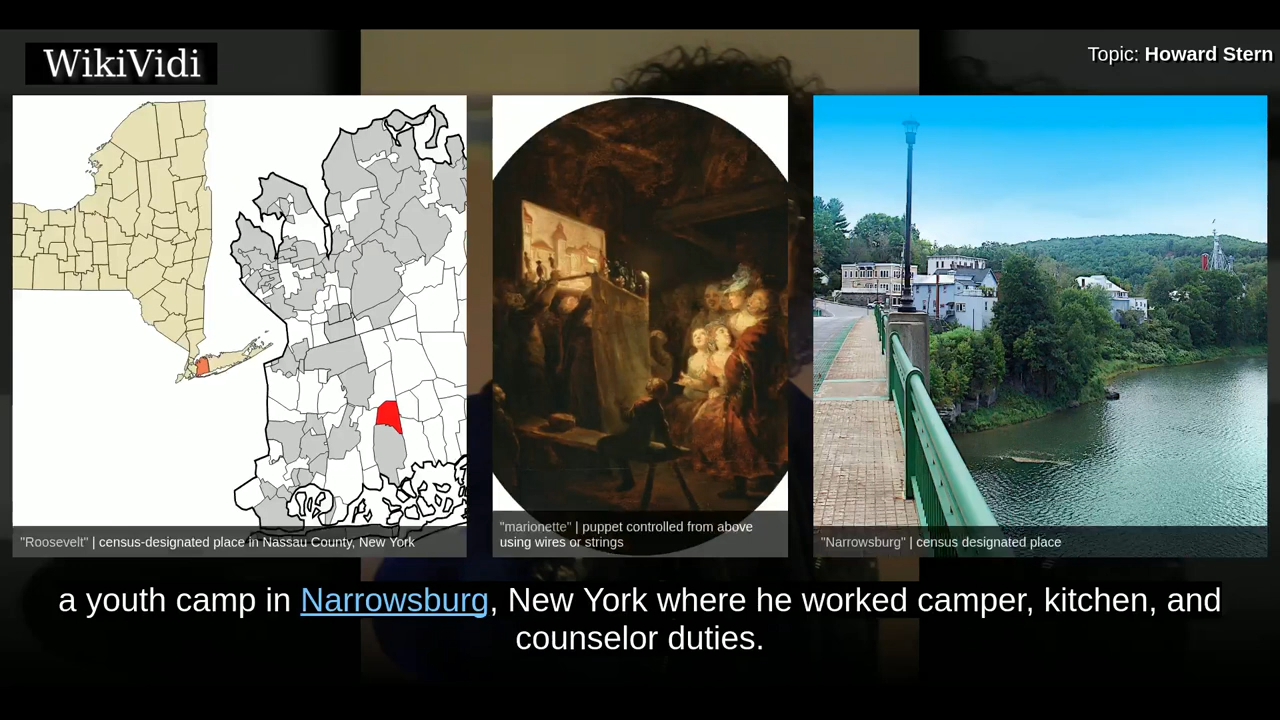 WikiVidi
Topic: Howard Stern
"Roosevelt" | census-designated place in Nassau County, New York
"marionette" | puppet controlled from above
using wires or strings
"Narrowsburg" | census designated place
a youth camp in Narrowsburg, New York where he worked camper, kitchen, and
counselor duties.